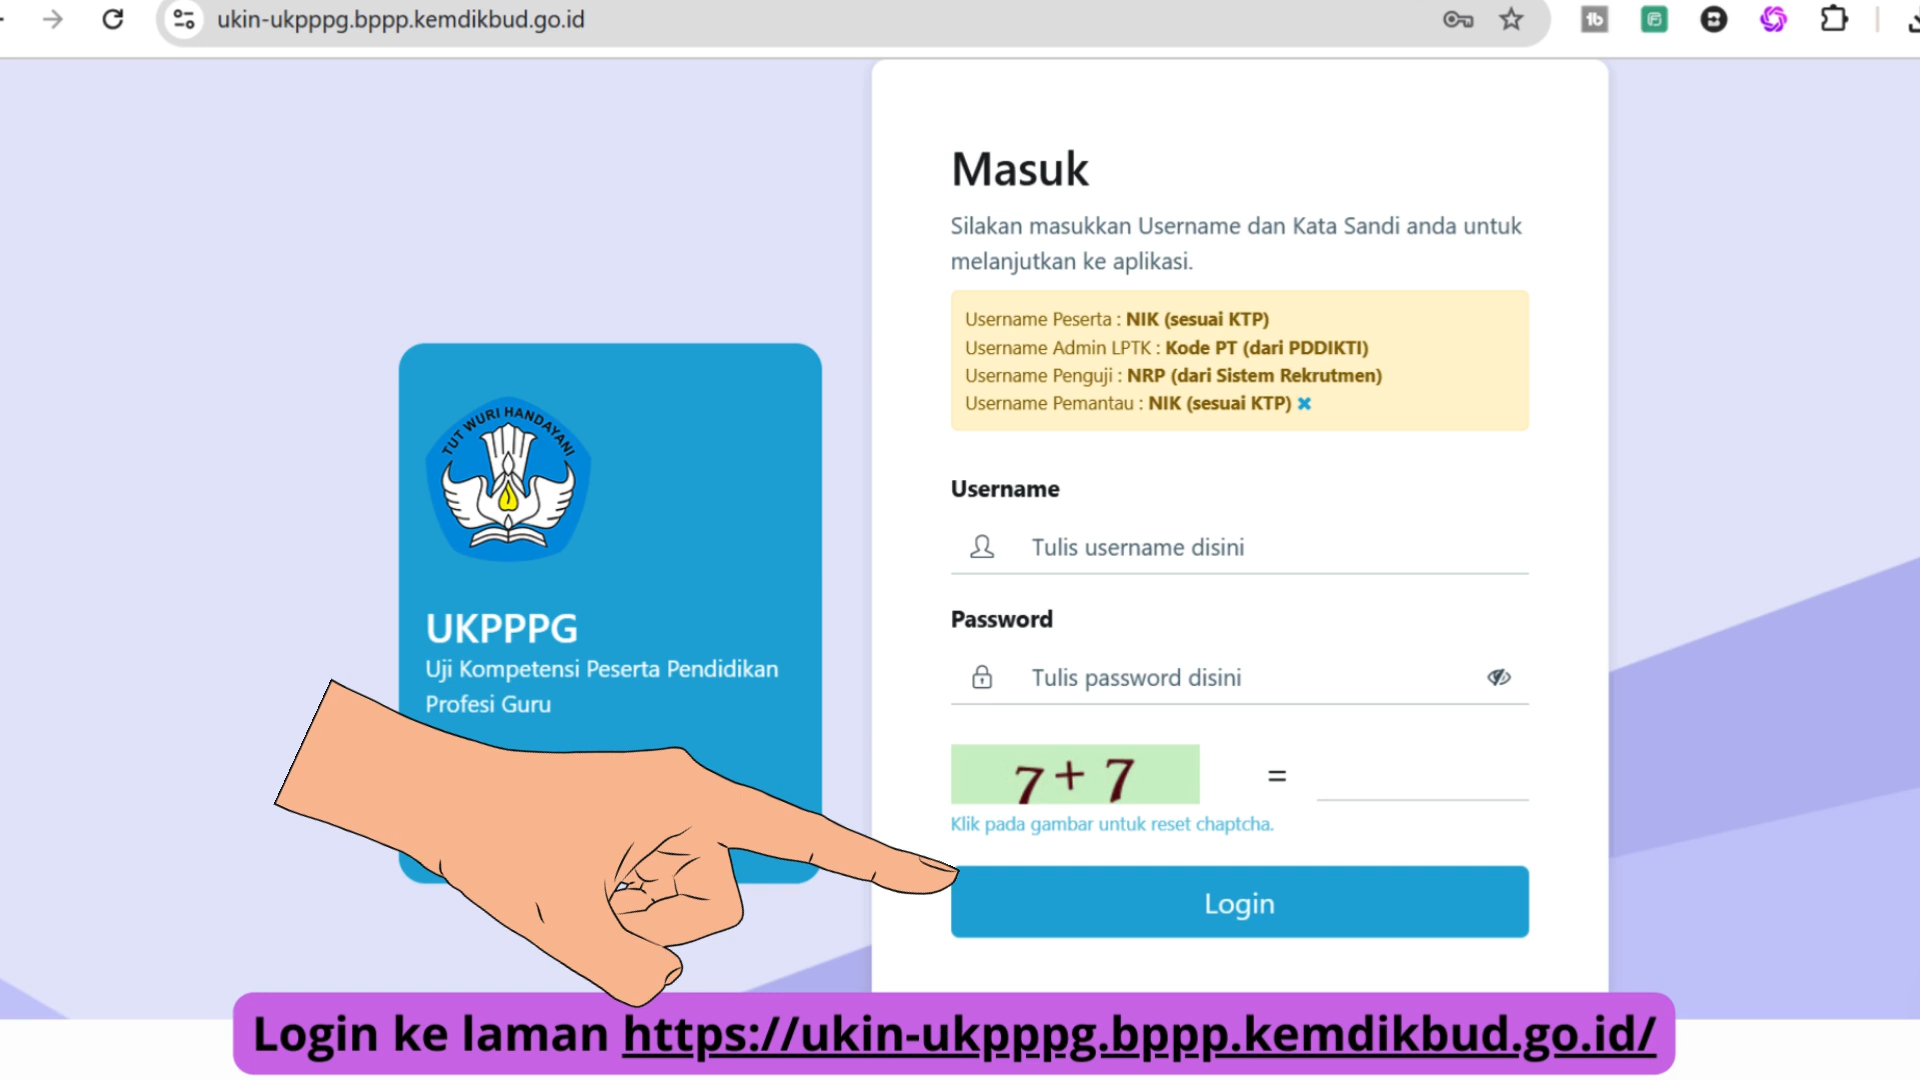 ukin-ukpppg.bppp.kemdikbud.go.id
Masuk
Silakan masukkan Username dan Kata Sandi anda untuk
melanjutkan ke aplikasi.
Username Peserta : NIK (sesuai KTP)
Username Admin LPTK : Kode PT (dari PDDIKTI)
Username Penguji : NRP (dari Sistem Rekrutmen)
Username Pemantau : NIK (sesuai KTP)
TUT WURI HANDAYANI
UKPPPG
Uji Kompetensi Peserta Pendidikan
Profesi Guru
Username
Tulis username disini
Password
Tulis password disini
7 + 7 =
Klik pada gambar untuk reset chaptcha.
Login
Login ke laman https://ukin-ukpppg.bppp.kemdikbud.go.id/